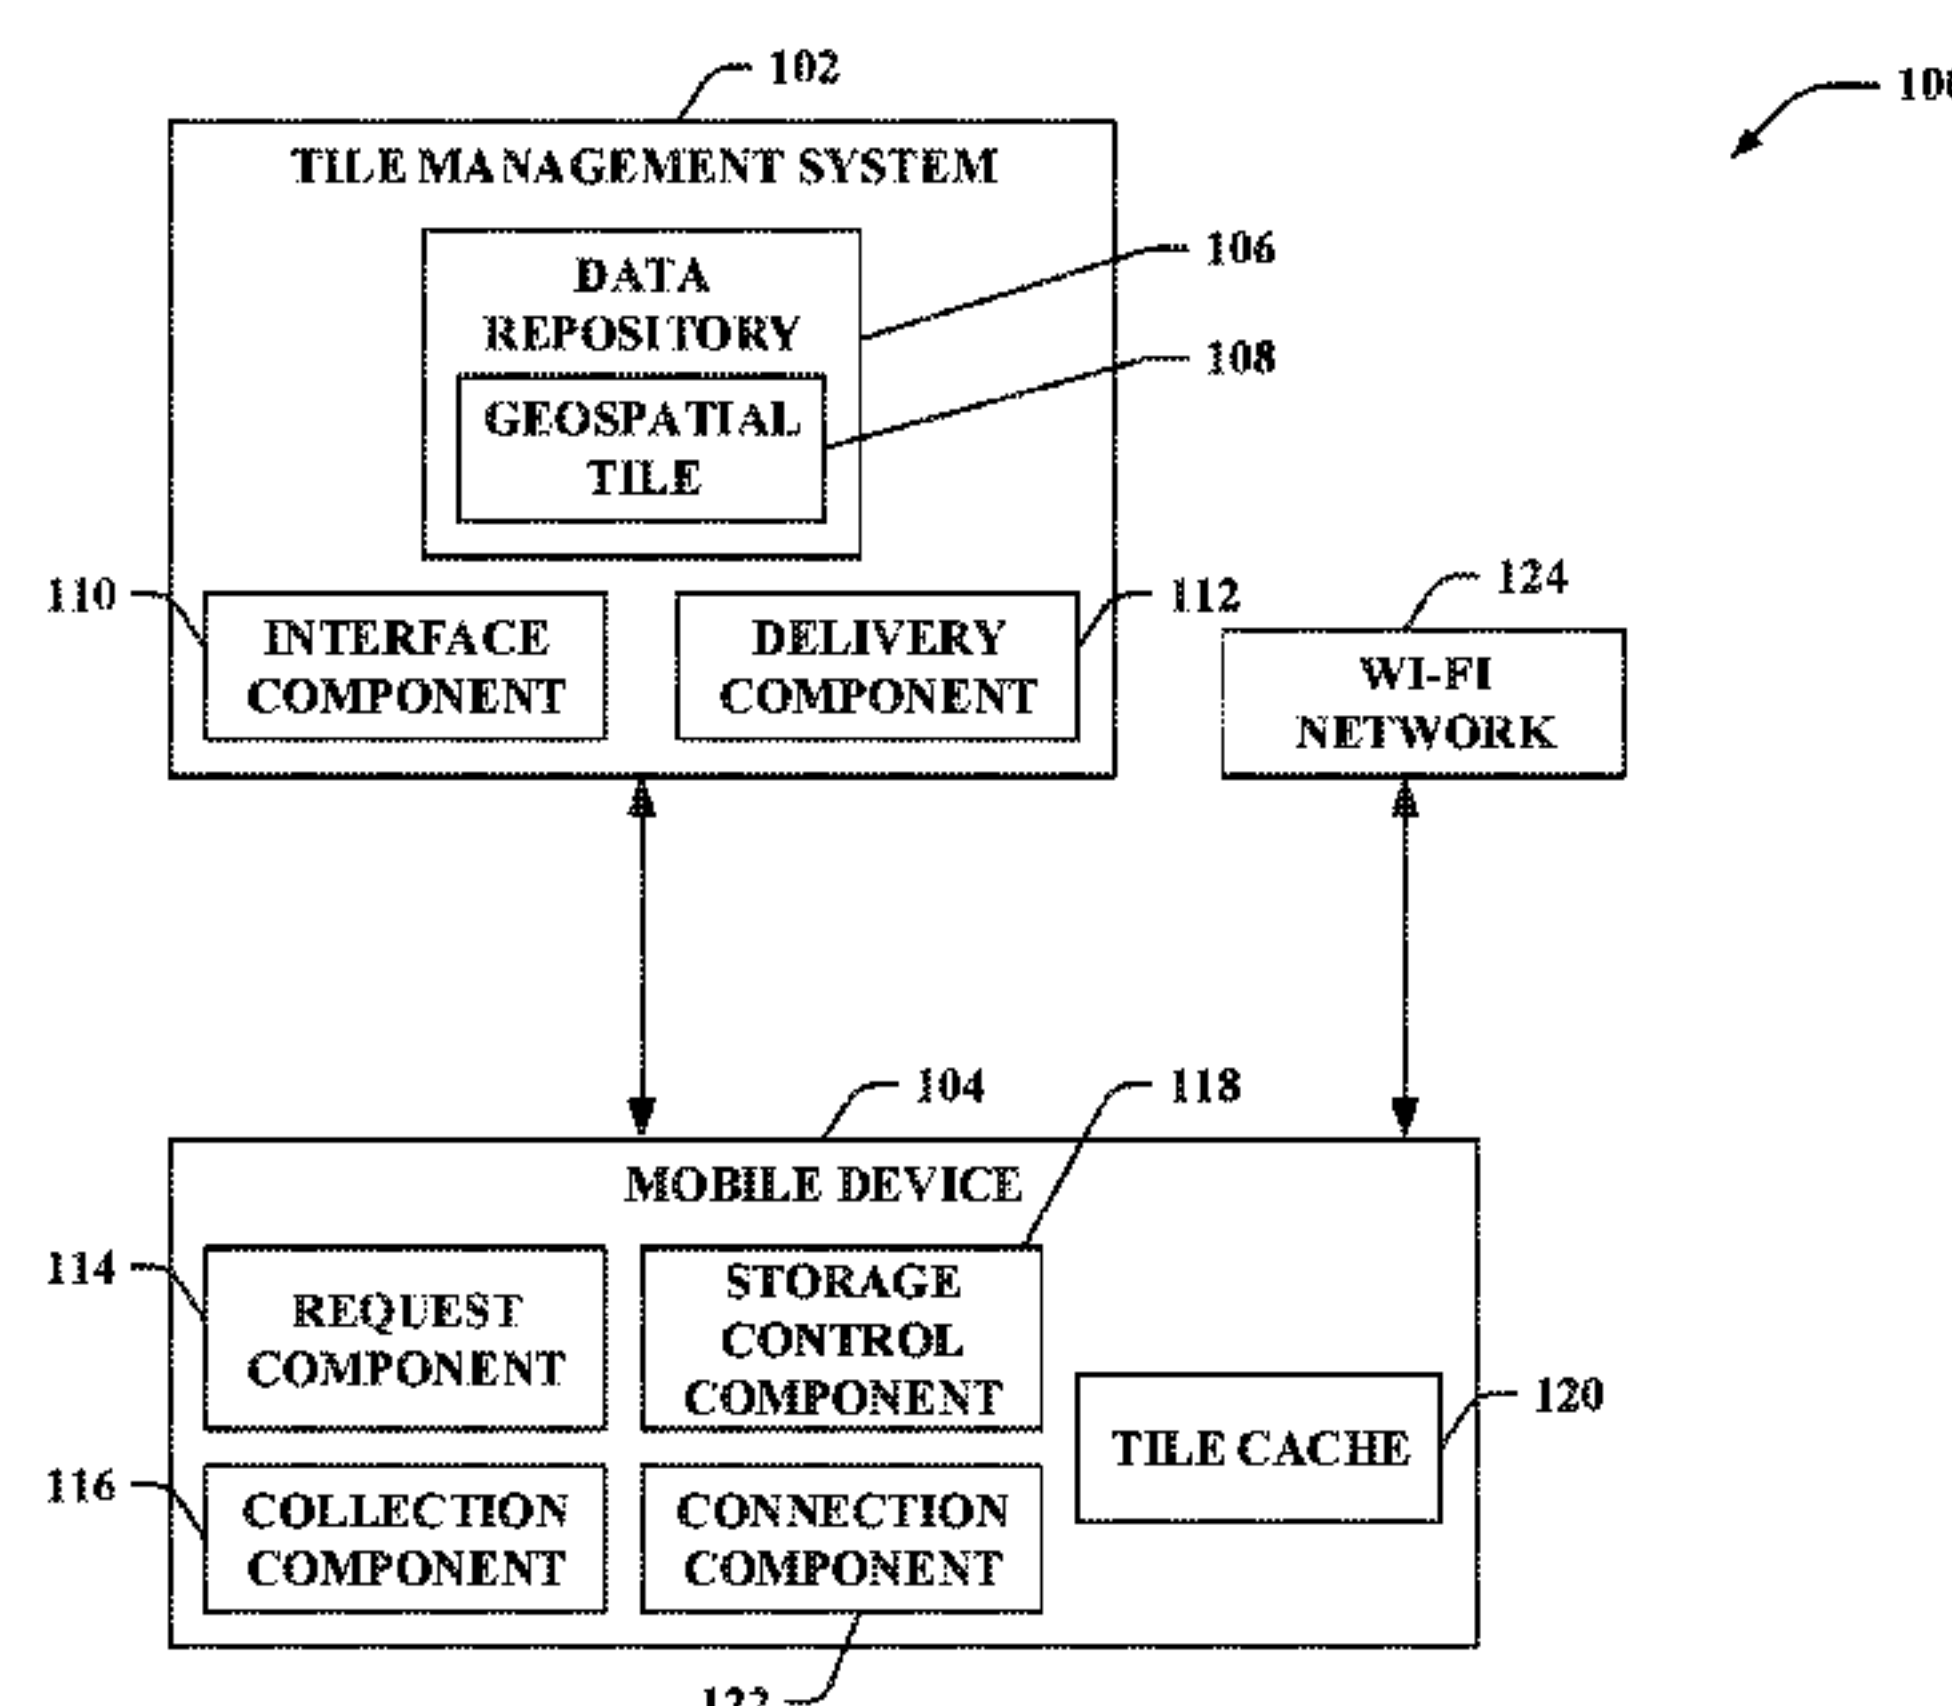 102
TILE MANAGEMENT SYSTEM
DATA
REPOSITORY
106
GEOSPATIAL
TILE
108
110
INTERFACE
COMPONENT
DELIVERY
COMPONENT
112
124
WI-FI
NETWORK
104
118
MOBILE DEVICE
114
REQUEST
COMPONENT
STORAGE
CONTROL
COMPONENT
120
TILE CACHE
116
COLLECTION
COMPONENT
CONNECTION
COMPONENT
122